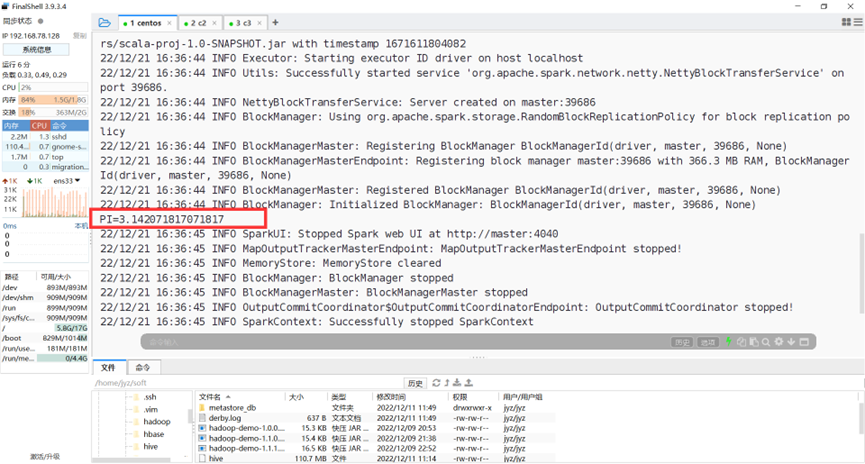 FinalShell 3.9.3.4
同步状态
IP 192.168.78.128 复制
系统信息
运行 6 分
负载 0.33, 0.49, 0.29
CPU 2%
内存 84% 1.5G/1.8G
交换 18% 363M/2G
内存 CPU 命令
2.2M 1.3 sshd
110.4... 0.7 gnome-s...
1.7M 0.7 top
0 0.3 migration...
1K 1K ens33
31K
22K
11K
0ms 本机
0
0
0
路径 可用/大小
/dev 893M/893M
/dev/shm 909M/909M
/run 899M/909M
/sys/fs/c... 909M/909M
/ 5.8G/17G
/boot 829M/1014M
/run/use... 181M/181M
/run/me... 0/4.4G
激活/升级
1 centos 2 c2 3 c3 +
rs/scala-proj-1.0-SNAPSHOT.jar with timestamp 1671611804082
22/12/21 16:36:44 INFO Executor: Starting executor ID driver on host localhost
22/12/21 16:36:44 INFO Utils: Successfully started service 'org.apache.spark.network.netty.NettyBlockTransferService' on
port 39686.
22/12/21 16:36:44 INFO NettyBlockTransferService: Server created on master:39686
22/12/21 16:36:44 INFO BlockManager: Using org.apache.spark.storage.RandomBlockReplicationPolicy for block replication po
licy
22/12/21 16:36:44 INFO BlockManagerMaster: Registering BlockManager BlockManagerId(driver, master, 39686, None)
22/12/21 16:36:44 INFO BlockManagerMasterEndpoint: Registering block manager master:39686 with 366.3 MB RAM, BlockManager
Id(driver, master, 39686, None)
22/12/21 16:36:44 INFO BlockManagerMaster: Registered BlockManager BlockManagerId(driver, master, 39686, None)
22/12/21 16:36:44 INFO BlockManager: Initialized BlockManager: BlockManagerId(driver, master, 39686, None)
PI=3.142071817071817
22/12/21 16:36:45 INFO SparkUI: Stopped Spark web UI at http://master:4040
22/12/21 16:36:45 INFO MapOutputTrackerMasterEndpoint: MapOutputTrackerMasterEndpoint stopped!
22/12/21 16:36:45 INFO MemoryStore: MemoryStore cleared
22/12/21 16:36:45 INFO BlockManager: BlockManager stopped
22/12/21 16:36:45 INFO BlockManagerMaster: BlockManagerMaster stopped
22/12/21 16:36:45 INFO OutputCommitCoordinator$OutputCommitCoordinatorEndpoint: OutputCommitCoordinator stopped!
22/12/21 16:36:45 INFO SparkContext: Successfully stopped SparkContext
命令输入 历史 选项
文件 命令
/home/jyz/soft 历史
.ssh
.vim
hadoop
hbase
hive
文件名 大小 类型 修改时间 权限 用户/用户组
metastore_db 文件夹 2022/12/11 11:49 drwxrwxr-x jyz/jyz
derby.log 637 B 文本文档 2022/12/11 11:49 -rw-rw-r-- jyz/jyz
hadoop-demo-1.0.0.... 15.3 KB 快压 JAR ... 2022/12/09 20:53 -rw-rw-r-- jyz/jyz
hadoop-demo-1.1.0.... 15.4 KB 快压 JAR ... 2022/12/09 21:38 -rw-rw-r-- jyz/jyz
hadoop-demo-1.1.1.... 16.5 KB 快压 JAR ... 2022/12/09 22:52 -rw-rw-r-- jyz/jyz
hive 110.7 MB 文件 2022/12/11 11:14 -rw-rw-r-- jyz/jyz